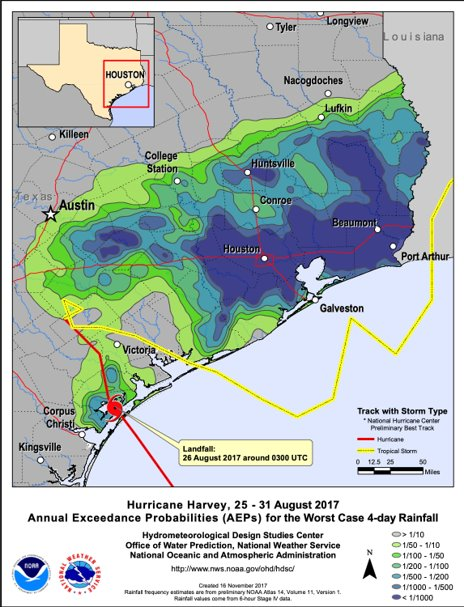 HOUSTON
Tyler
Longview
Louisiana
Nacogdoches
Lufkin
Killeen
College
Station
Huntsville
Texas
Austin
Conroe
Beaumont
Houston
Port Arthur
Galveston
Victoria
Corpus
Christi
Kingsville
Landfall:
26 August 2017 around 0300 UTC
Track with Storm Type
* National Hurricane Center
Preliminary Best Track
Hurricane
Tropical Storm
0 12.5 25 50
Miles
Hurricane Harvey, 25 - 31 August 2017
Annual Exceedance Probabilities (AEPs) for the Worst Case 4-day Rainfall
Hydrometeorological Design Studies Center
Office of Water Prediction, National Weather Service
National Oceanic and Atmospheric Administration
http://www.nws.noaa.gov/ohd/hdsc/
Created 16 November 2017
Rainfall frequency estimates are from preliminary NOAA Atlas 14, Volume 11, Version 1.
Rainfall values come from 6-hour Stage IV data.
NOAA
NATIONAL WEATHER SERVICE
N
> 1/10
1/50 - 1/10
1/100 - 1/50
1/200 - 1/100
1/500 - 1/200
1/1000 - 1/500
< 1/1000